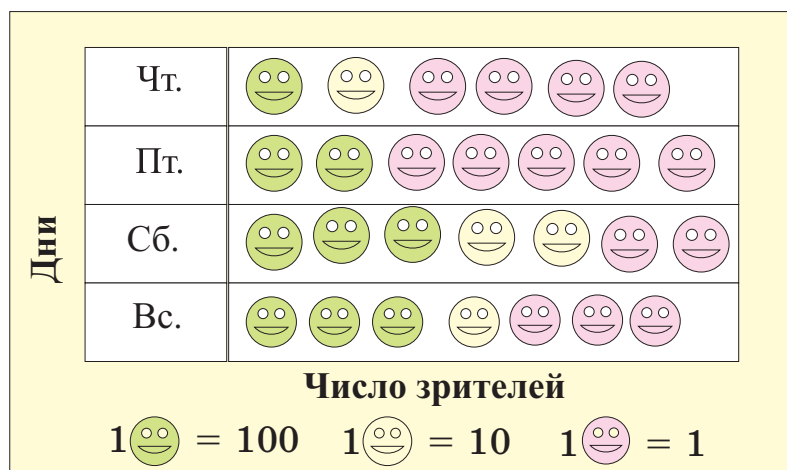 Чт.
Пт.
Сб.
Вс.
Дни
Число зрителей
1 = 100 1 = 10 1 = 1